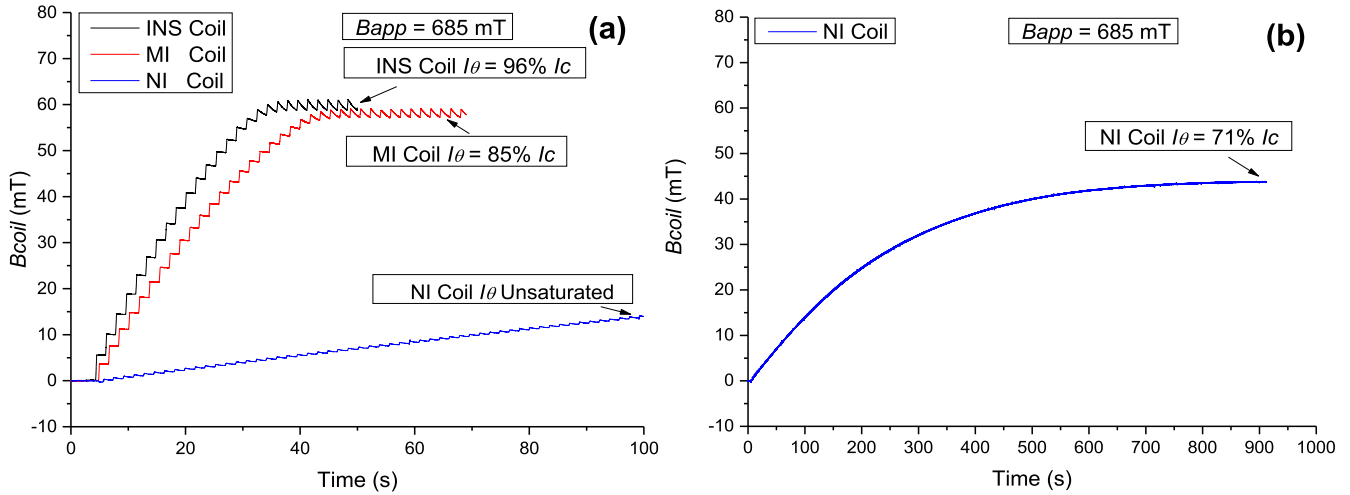 80
70
60
50
40
30
20
10
0
-10
Bcoil (mT)
INS Coil
MI Coil
NI Coil
Bapp = 685 mT
(a)
INS Coil Iθ = 96% Ic
MI Coil Iθ = 85% Ic
NI Coil Iθ Unsaturated
0 20 40 60 80 100
Time (s)
80
70
60
50
40
30
20
10
0
-10
Bcoil (mT)
NI Coil
Bapp = 685 mT
(b)
NI Coil Iθ = 71% Ic
0 100 200 300 400 500 600 700 800 900 1000
Time (s)